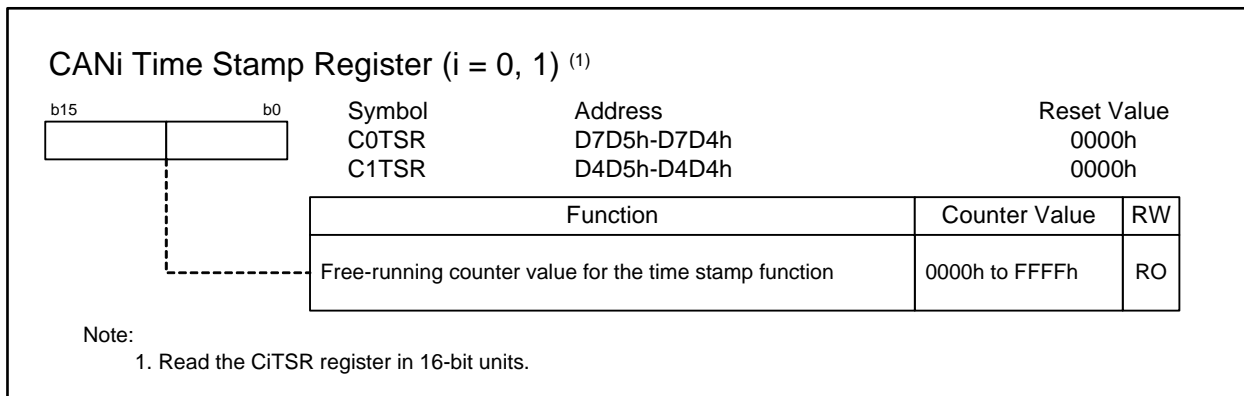 CANi Time Stamp Register (i = 0, 1) (1)
b15 b0 Symbol Address Reset Value
C0TSR D7D5h-D7D4h 0000h
C1TSR D4D5h-D4D4h 0000h
Function Counter Value RW
Free-running counter value for the time stamp function 0000h to FFFFh RO
Note:
1. Read the CiTSR register in 16-bit units.